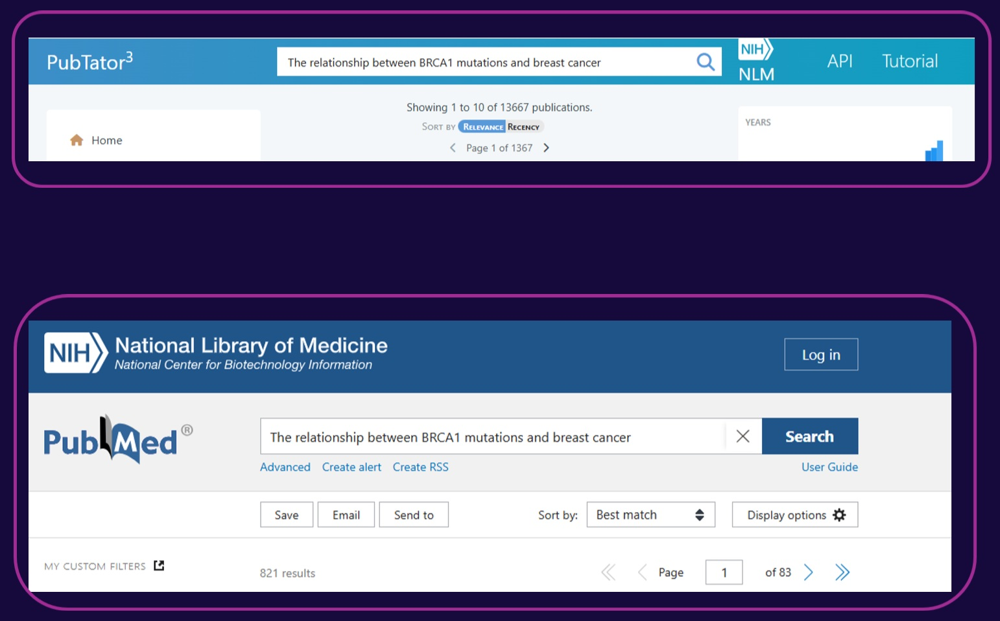 PubTator3
The relationship between BRCA1 mutations and breast cancer
NIH
NLM
API
Tutorial
Home
Showing 1 to 10 of 13667 publications.
SORT BY RELEVANCE RECENCY
Page 1 of 1367
YEARS
NIH
National Library of Medicine
National Center for Biotechnology Information
Log in
PubMed®
The relationship between BRCA1 mutations and breast cancer
Search
Advanced Create alert Create RSS
User Guide
Save Email Send to
Sort by: Best match
Display options
MY CUSTOM FILTERS
821 results
Page 1 of 83